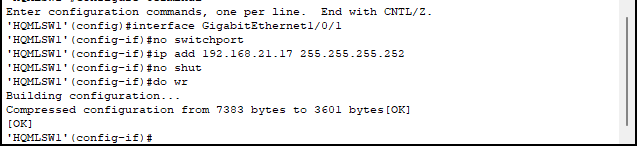 Enter configuration commands, one per line.  End with CNTL/Z.
'HQMLSW1'(config)#interface GigabitEthernet1/0/1
'HQMLSW1'(config-if)#no switchport
'HQMLSW1'(config-if)#ip add 192.168.21.17 255.255.255.252
'HQMLSW1'(config-if)#no shut
'HQMLSW1'(config-if)#do wr
Building configuration...
Compressed configuration from 7383 bytes to 3601 bytes[OK]
[OK]
'HQMLSW1'(config-if)#